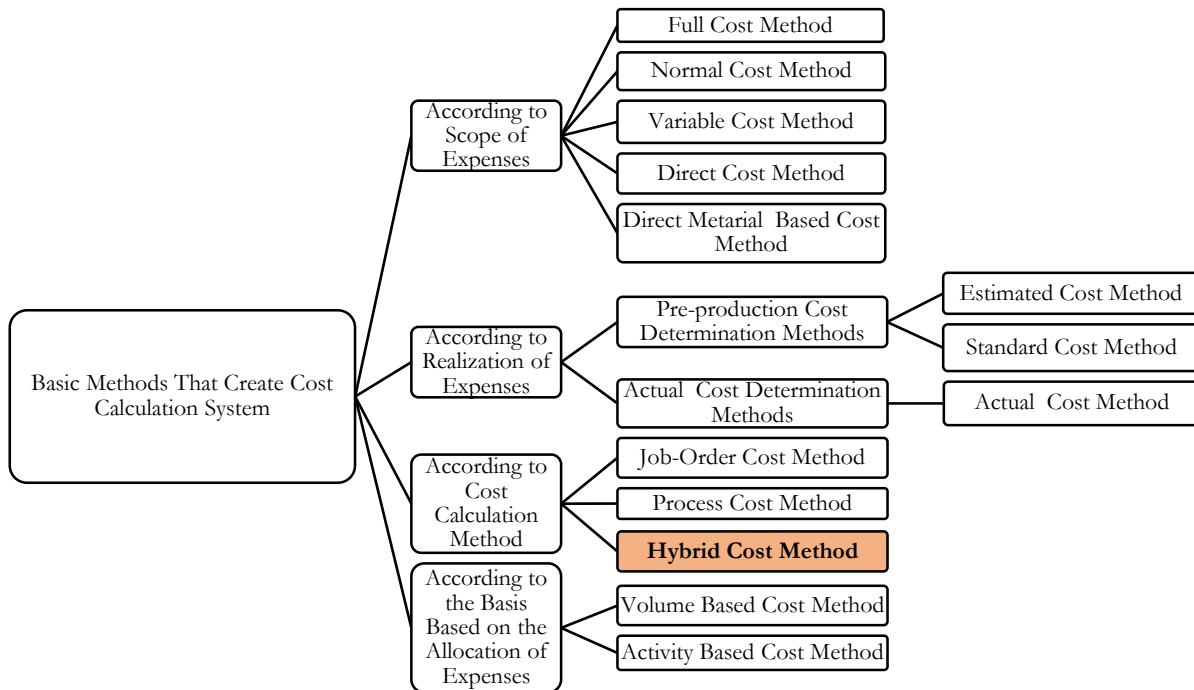 Basic Methods That Create Cost
Calculation System
According to
Scope of
Expenses
Full Cost Method
Normal Cost Method
Variable Cost Method
Direct Cost Method
Direct Metarial Based Cost
Method
According to
Realization of
Expenses
Pre-production Cost
Determination Methods
Estimated Cost Method
Standard Cost Method
Actual Cost Determination
Methods
Actual Cost Method
According to
Cost
Calculation
Method
Job-Order Cost Method
Process Cost Method
Hybrid Cost Method
According to
the Basis
Based on the
Allocation of
Expenses
Volume Based Cost Method
Activity Based Cost Method